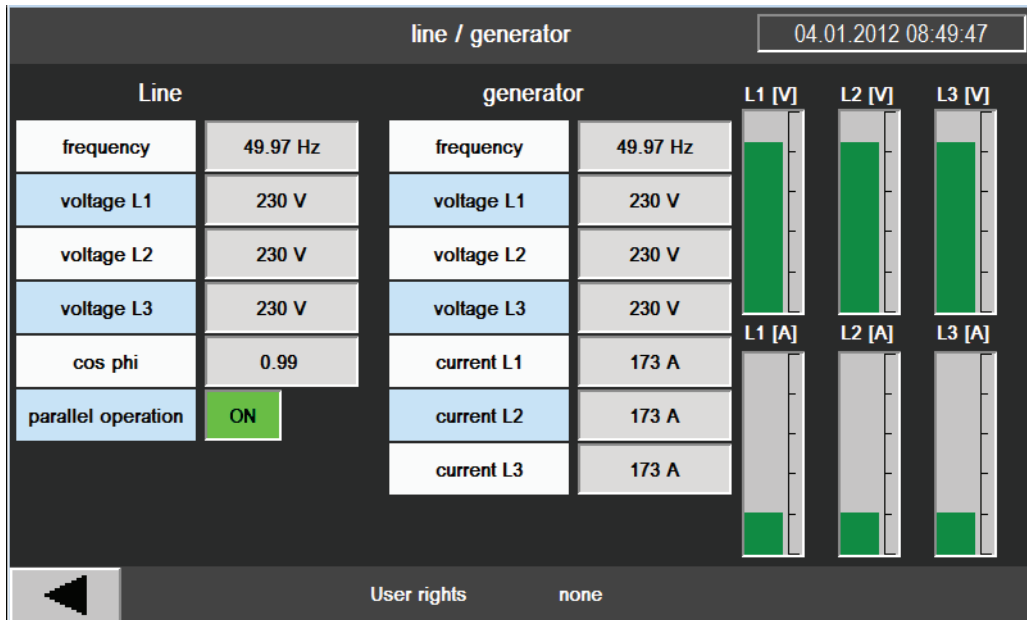 line / generator 04.01.2012 08:49:47
Line generator L1 [V] L2 [V] L3 [V]
frequency 49.97 Hz frequency 49.97 Hz
voltage L1 230 V voltage L1 230 V
voltage L2 230 V voltage L2 230 V
voltage L3 230 V voltage L3 230 V
L1 [A] L2 [A] L3 [A]
cos phi 0.99 current L1 173 A
parallel operation ON current L2 173 A
current L3 173 A
User rights none